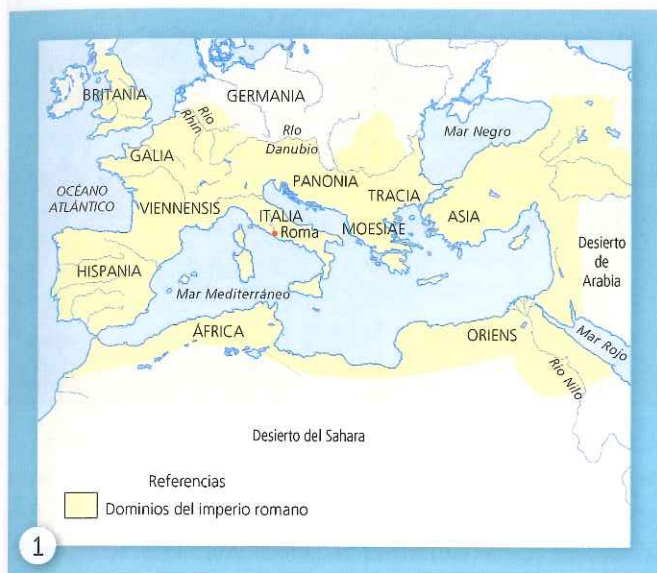 BRITANIA
GERMANIA
Río
Rhin.
Río
Danubio
Mar Negro
GALIA
PANONIA
OCÉANO
ATLÁNTICO
TRACIA
VIENNENSIS
ITALIA
Roma
MOESIAE
ASIA
HISPANIA
Desierto
de
Arabia
Mar Mediterráneo
ÁFRICA
ORIENS
Mar Rojo
Río Nilo
Desierto del Sahara
Referencias
Dominios del imperio romano
1